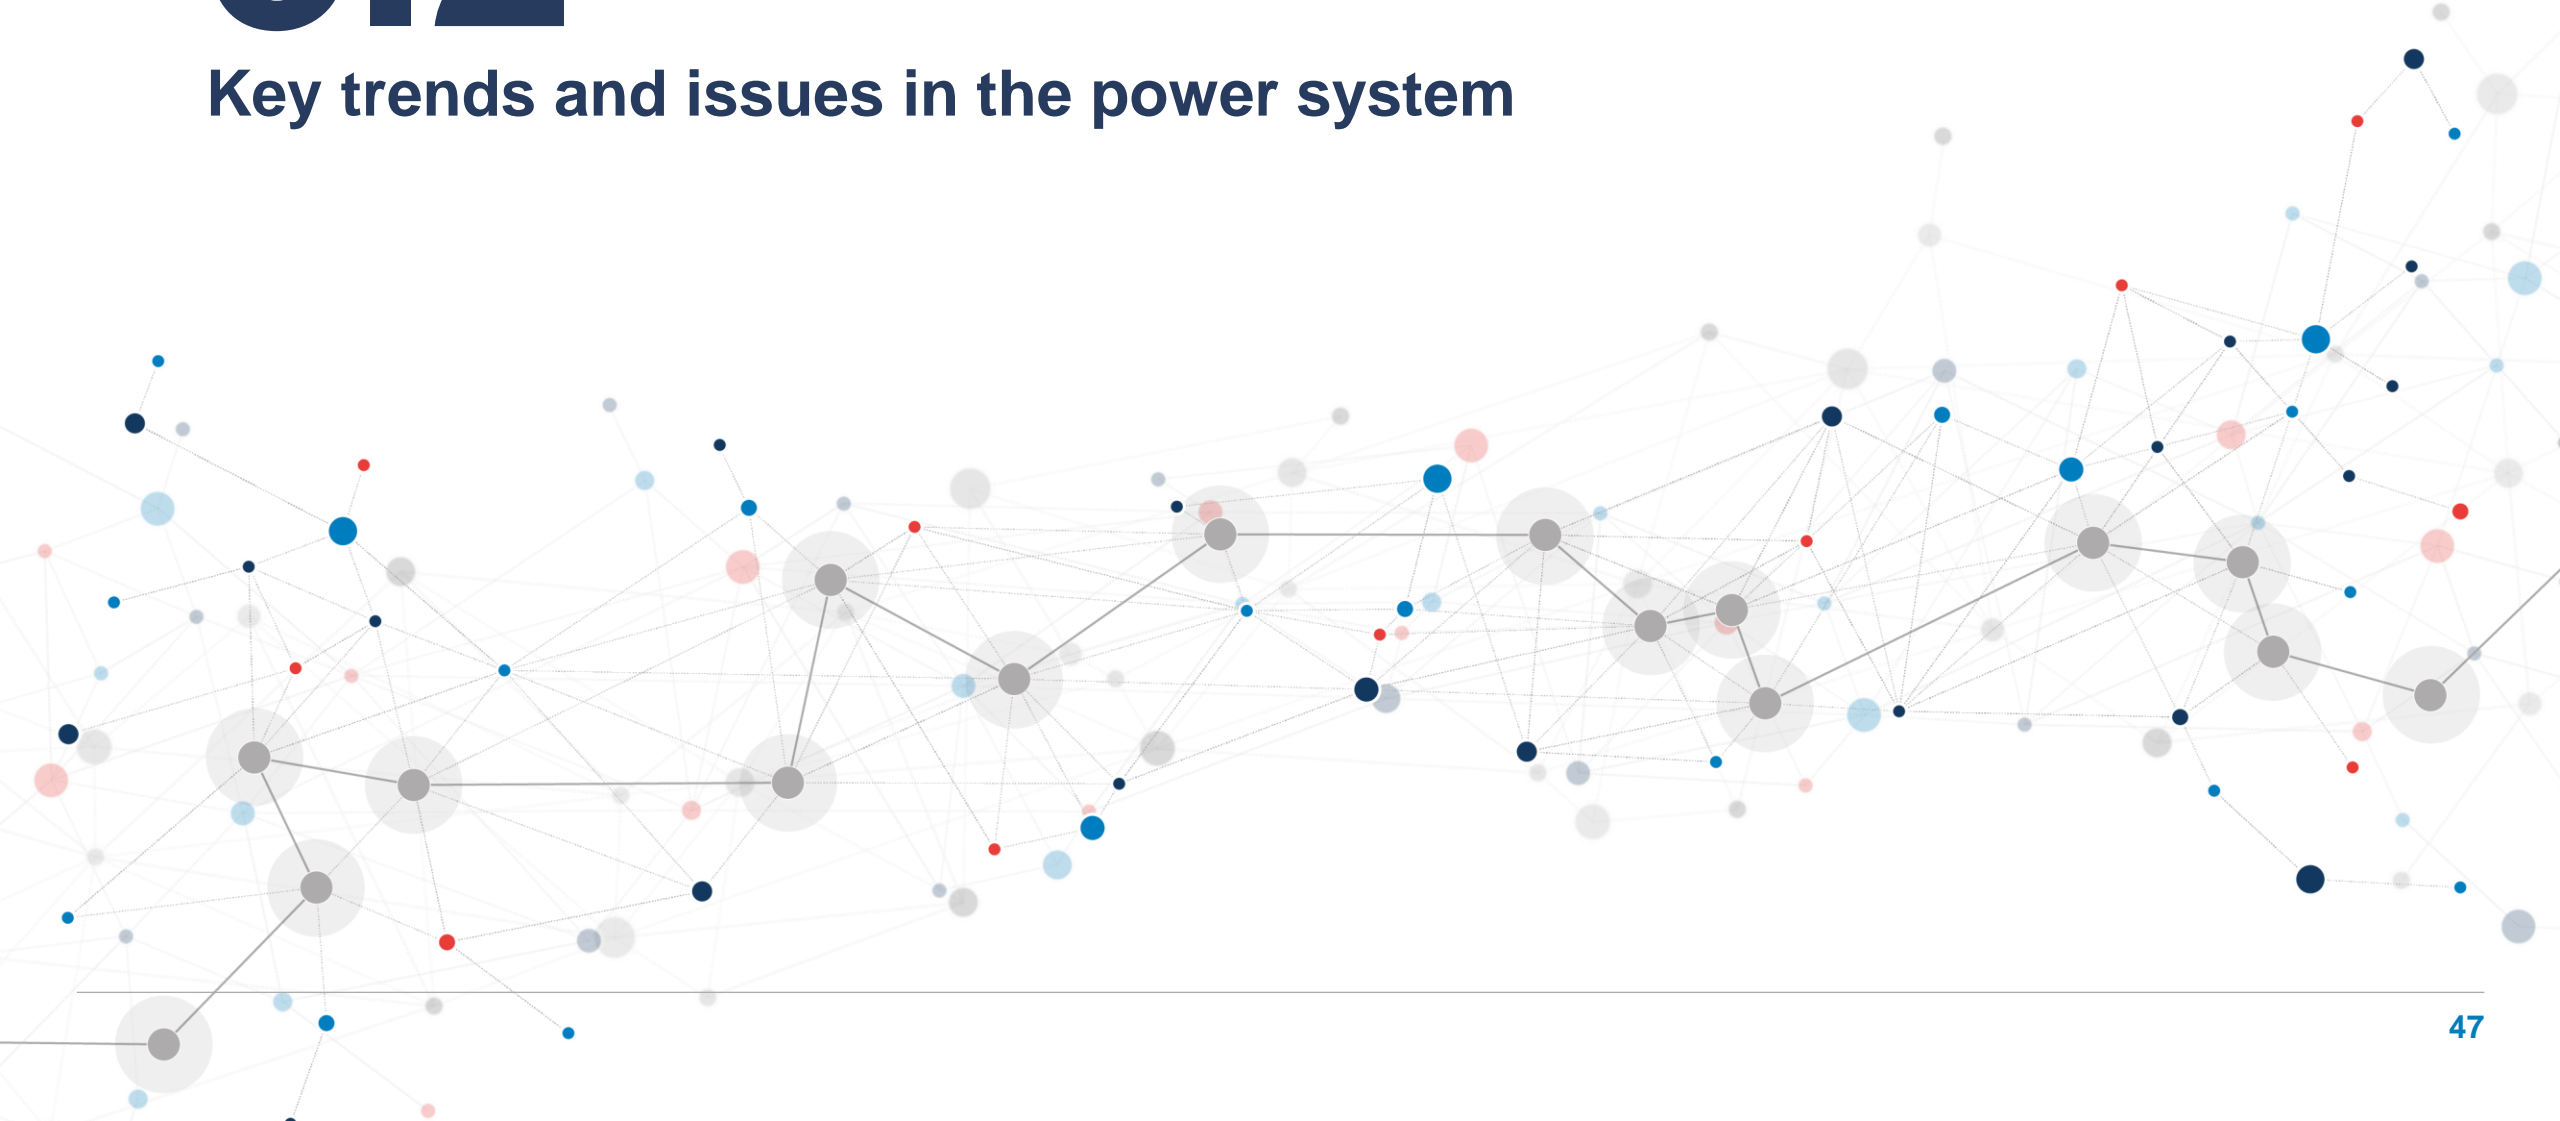 Key trends and issues in the power system
47